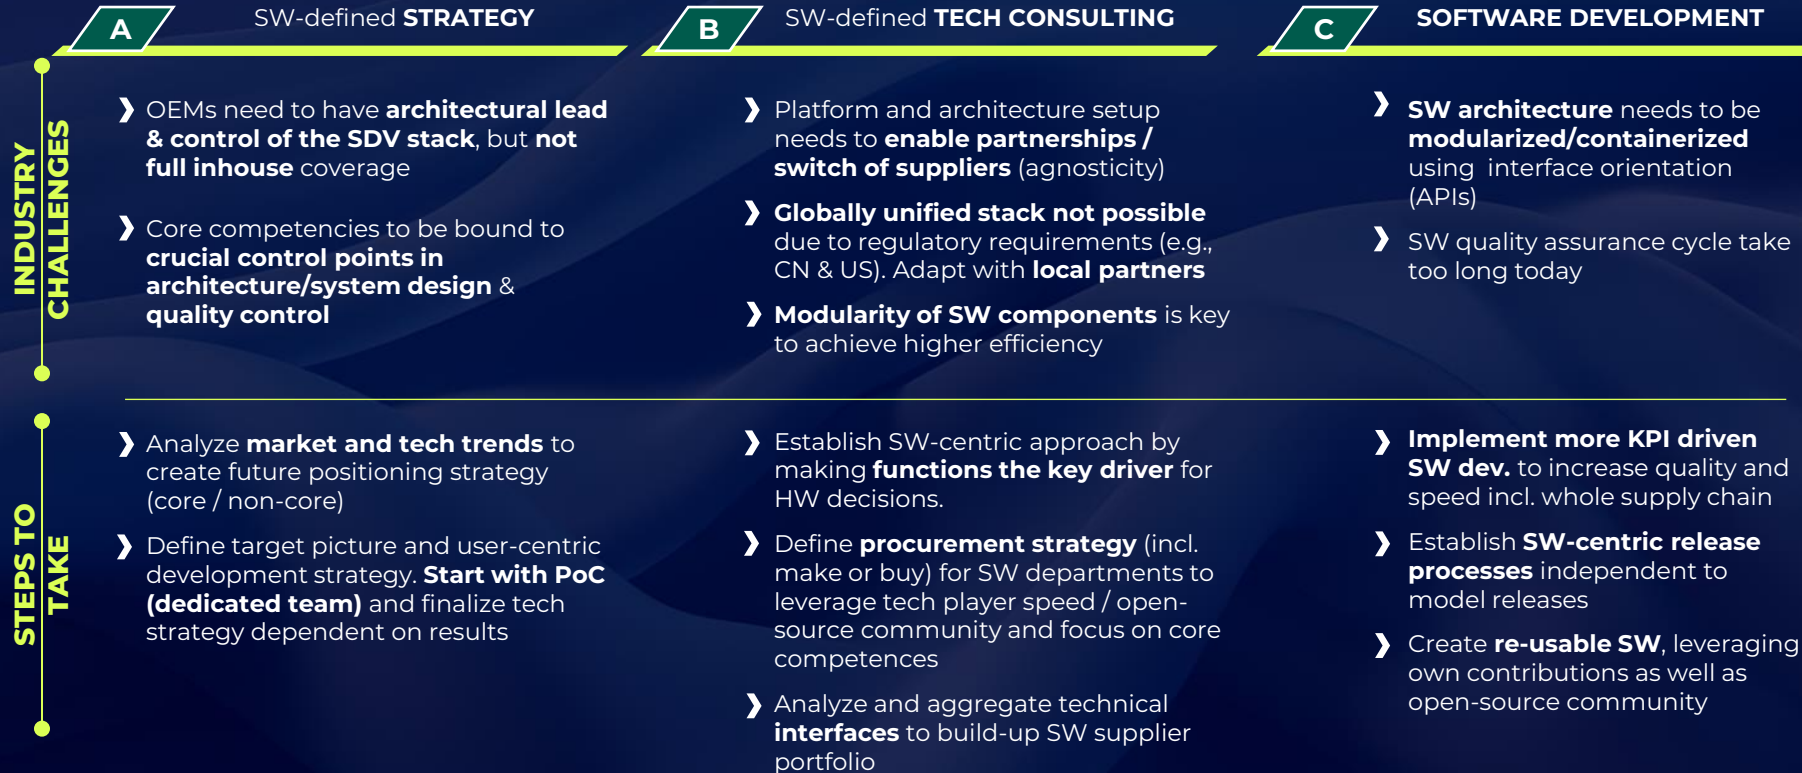 A
SW-defined STRATEGY
B
SW-defined TECH CONSULTING
C
SOFTWARE DEVELOPMENT
INDUSTRY
CHALLENGES
OEMs need to have architectural lead
& control of the SDV stack, but not
full inhouse coverage
Core competencies to be bound to
crucial control points in
architecture/system design &
quality control
Platform and architecture setup
needs to enable partnerships /
switch of suppliers (agnosticity)
Globally unified stack not possible
due to regulatory requirements (e.g.,
CN & US). Adapt with local partners
Modularity of SW components is key
to achieve higher efficiency
SW architecture needs to be
modularized/containerized
using interface orientation
(APIs)
SW quality assurance cycle take
too long today
STEPS TO
TAKE
Analyze market and tech trends to
create future positioning strategy
(core / non-core)
Define target picture and user-centric
development strategy. Start with PoC
(dedicated team) and finalize tech
strategy dependent on results
Establish SW-centric approach by
making functions the key driver for
HW decisions.
Define procurement strategy (incl.
make or buy) for SW departments to
leverage tech player speed / open-
source community and focus on core
competences
Analyze and aggregate technical
interfaces to build-up SW supplier
portfolio
Implement more KPI driven
SW dev. to increase quality and
speed incl. whole supply chain
Establish SW-centric release
processes independent to
model releases
Create re-usable SW, leveraging
own contributions as well as
open-source community